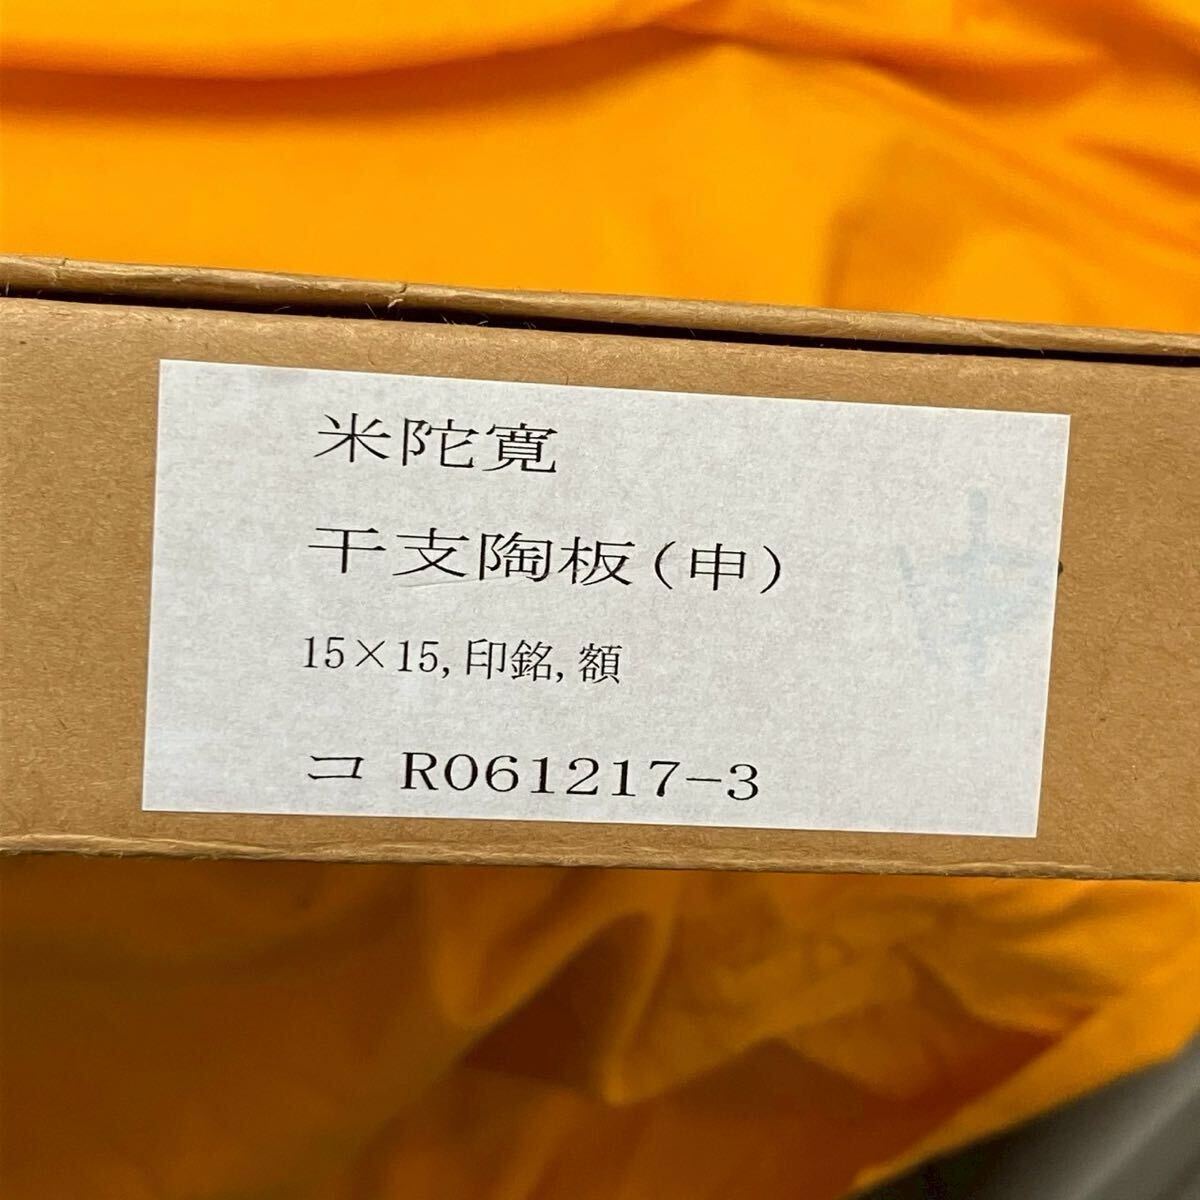 米陀寛
干支陶板(申)
15×15,印銘,額
コ R061217-3